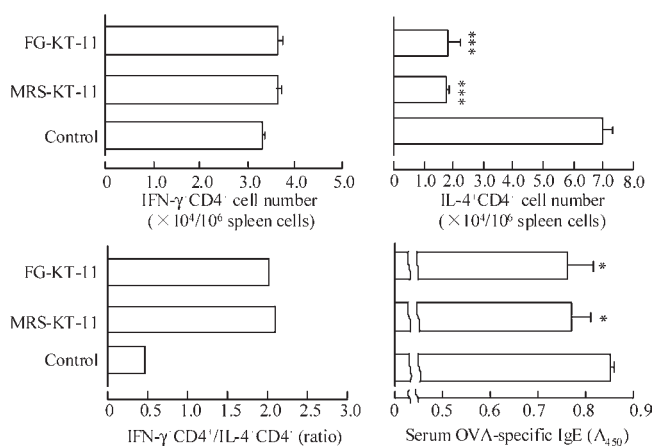 FG-KT-11
MRS-KT-11
Control
0 1.0 2.0 3.0 4.0 5.0
IFN-γ⁺CD4⁺ cell number
(×10⁴/10⁶ spleen cells)
***
***
0 1.0 2.0 3.0 4.0 5.0 6.0 7.0 8.0
IL-4⁺CD4⁺ cell number
(×10⁴/10⁶ spleen cells)
FG-KT-11
MRS-KT-11
Control
0 0.5 1.0 1.5 2.0 2.5 3.0
IFN-γ⁺CD4⁺/IL-4⁺CD4⁺ (ratio)
*
*
0 0.5 0.6 0.7 0.8 0.9
Serum OVA-specific IgE (A₄₅₀)